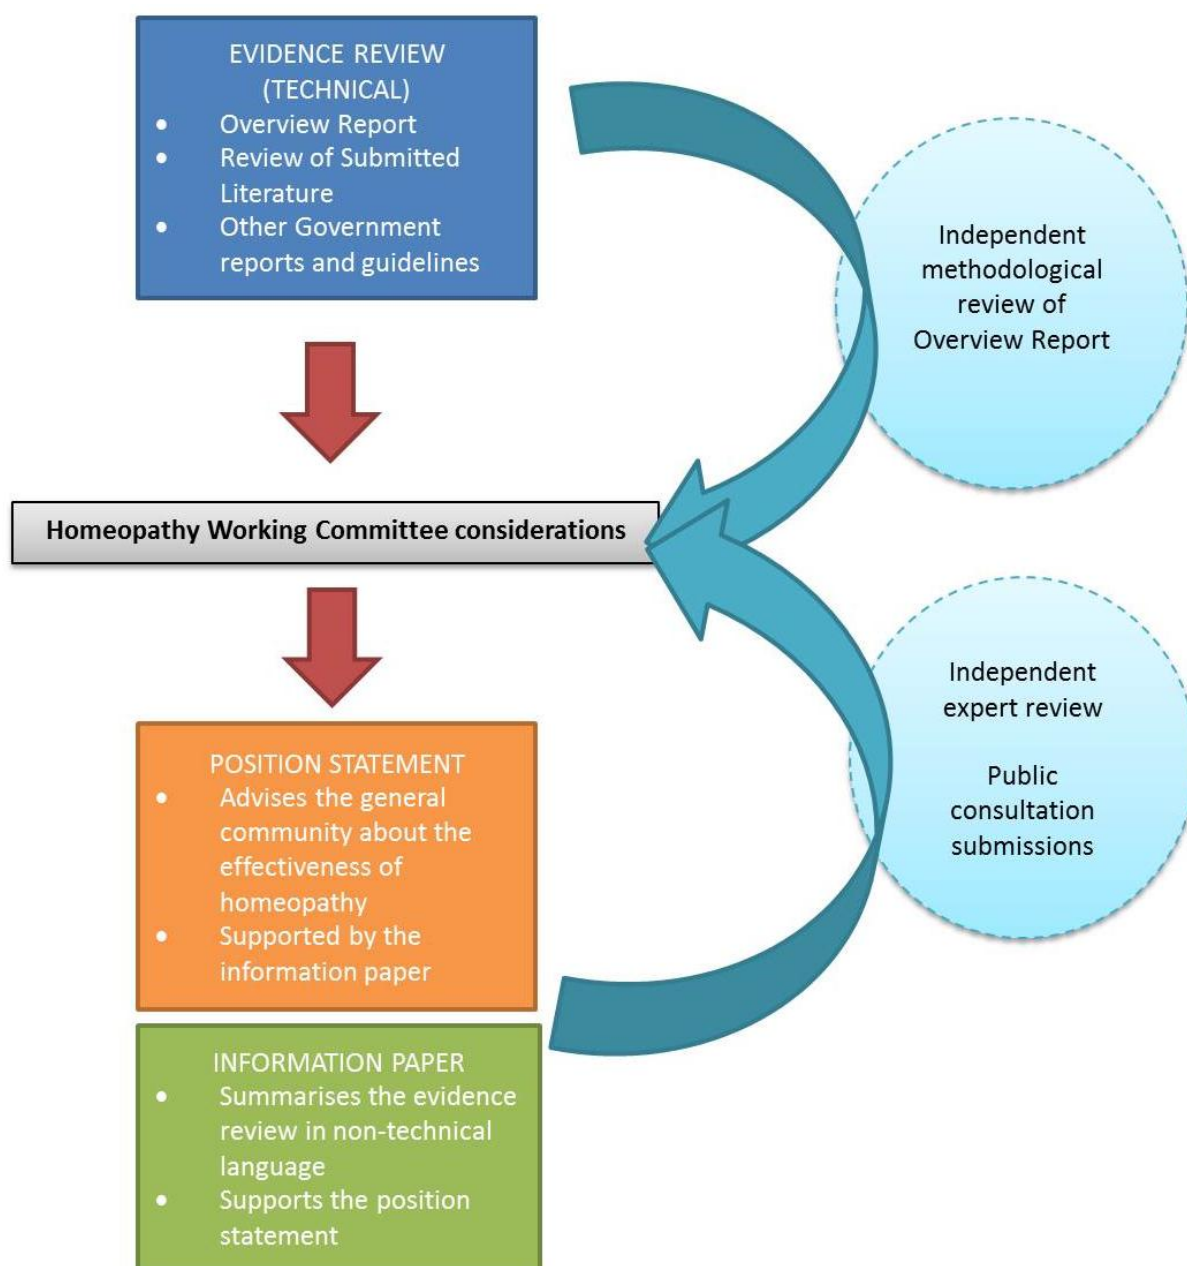 EVIDENCE REVIEW
(TECHNICAL)
• Overview Report
• Review of Submitted
Literature
• Other Government
reports and guidelines
Independent
methodological
review of
Overview Report
Homeopathy Working Committee considerations
Independent
expert review
Public
consultation
submissions
POSITION STATEMENT
• Advises the general
community about the
effectiveness of
homeopathy
• Supported by the
information paper
INFORMATION PAPER
• Summarises the evidence
review in non-technical
language
• Supports the position
statement